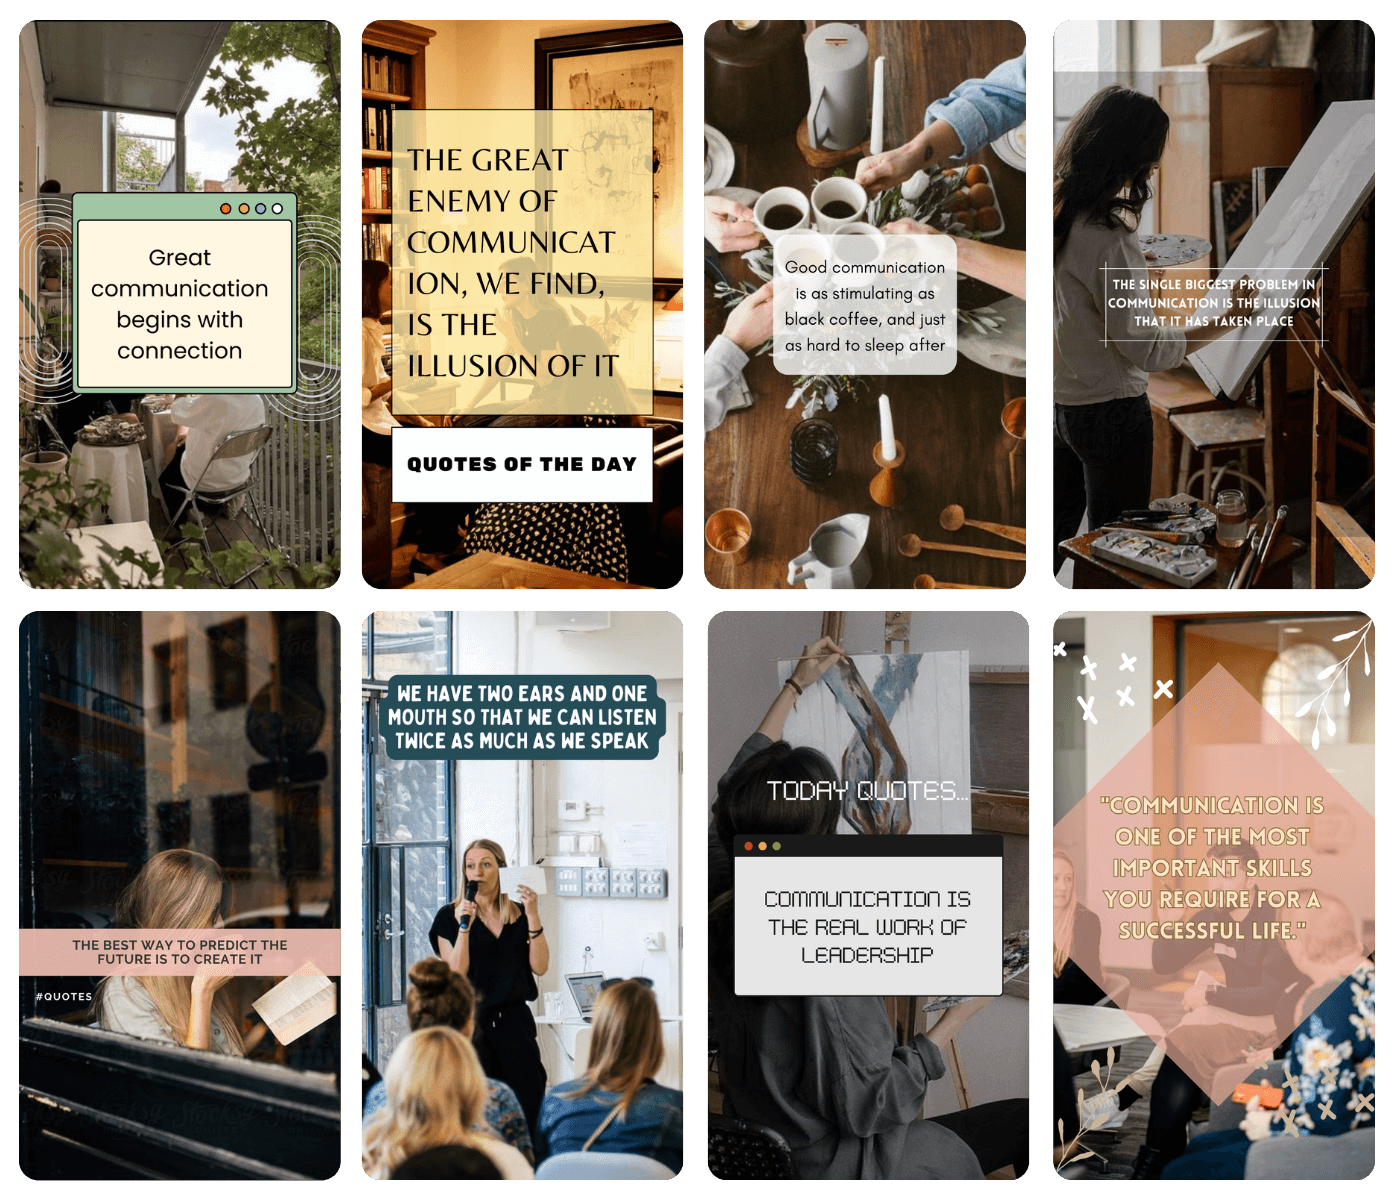 Great
communication
begins with
connection
THE GREAT
ENEMY OF
COMMUNICAT
ION, WE FIND,
IS THE
ILLUSION OF IT
QUOTES OF THE DAY
Good communication
is as stimulating as
black coffee, and just
as hard to sleep after
THE SINGLE BIGGEST PROBLEM IN
COMMUNICATION IS THE ILLUSION
THAT IT HAS TAKEN PLACE
THE BEST WAY TO PREDICT THE
FUTURE IS TO CREATE IT
#QUOTES
WE HAVE TWO EARS AND ONE
MOUTH SO THAT WE CAN LISTEN
TWICE AS MUCH AS WE SPEAK
TODAY QUOTES...
COMMUNICATION IS
THE REAL WORK OF
LEADERSHIP
"COMMUNICATION IS
ONE OF THE MOST
IMPORTANT SKILLS
YOU REQUIRE FOR A
SUCCESSFUL LIFE."